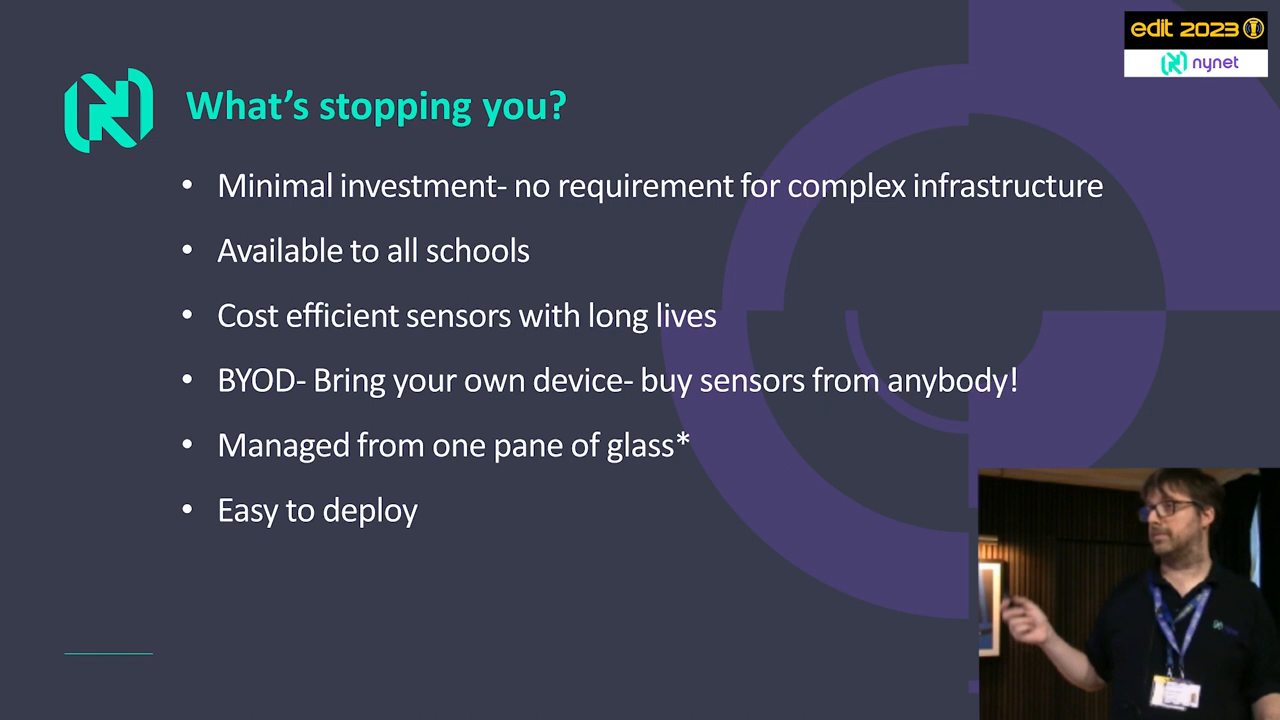 edit 2023
nynet
What's stopping you?
• Minimal investment- no requirement for complex infrastructure
• Available to all schools
• Cost efficient sensors with long lives
• BYOD- Bring your own device- buy sensors from anybody!
• Managed from one pane of glass*
• Easy to deploy